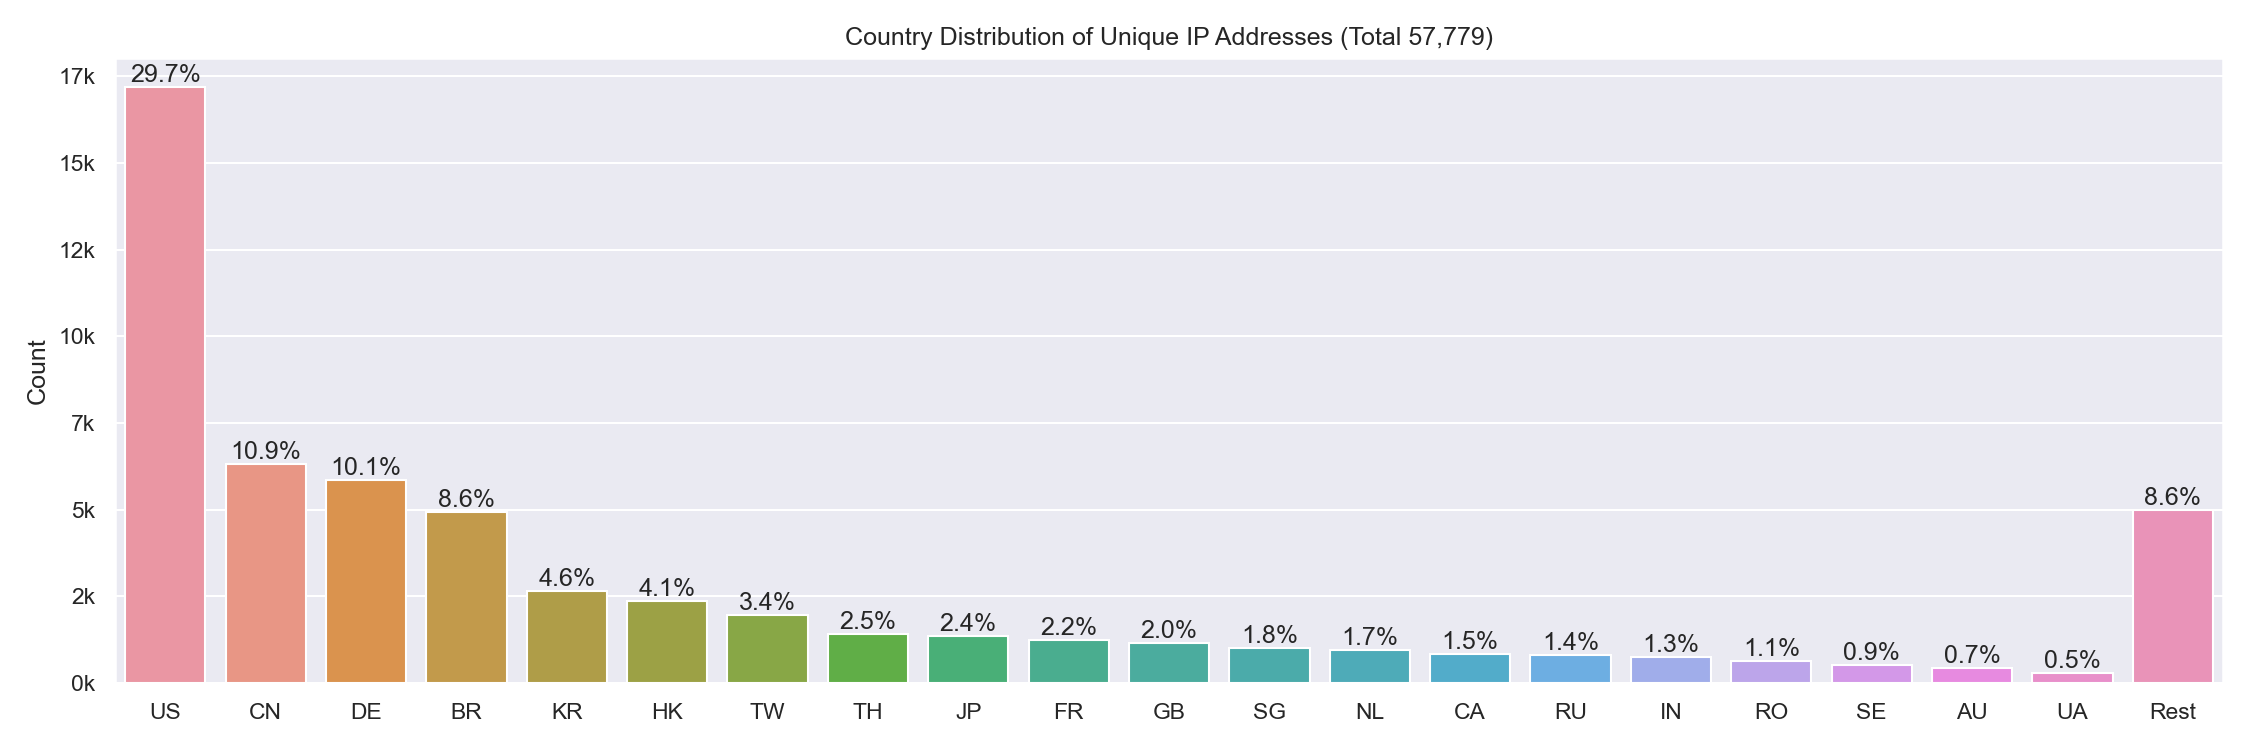 Country Distribution of Unique IP Addresses (Total 57,779)
Count
17k
15k
12k
10k
7k
5k
2k
0k
29.7%
10.9%
10.1%
8.6%
4.6%
4.1%
3.4%
2.5%
2.4%
2.2%
2.0%
1.8%
1.7%
1.5%
1.4%
1.3%
1.1%
0.9%
0.7%
0.5%
8.6%
US CN DE BR KR HK TW TH JP FR GB SG NL CA RU IN RO SE AU UA Rest